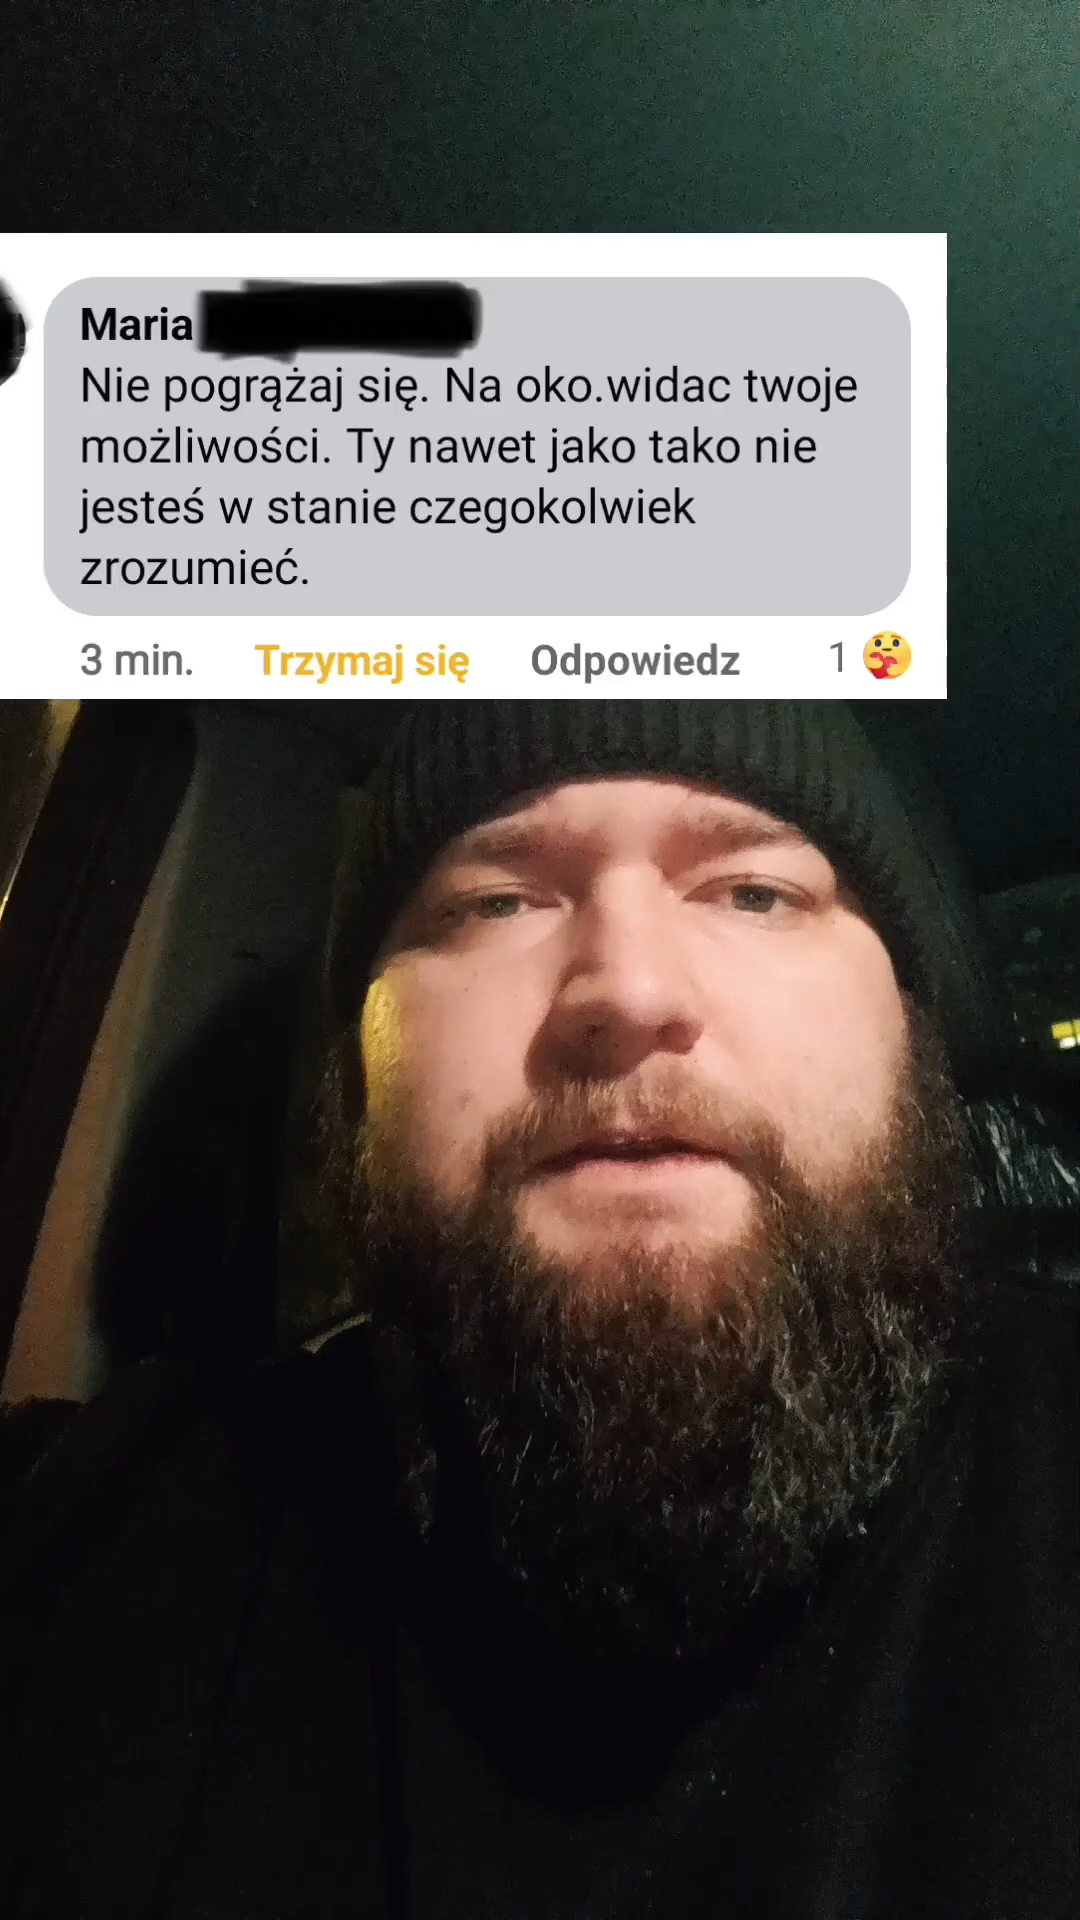 Maria
Nie pogrążaj się. Na oko.widac twoje
możliwości. Ty nawet jako tako nie
jesteś w stanie czegokolwiek
zrozumieć.
3 min. Trzymaj się Odpowiedz 1